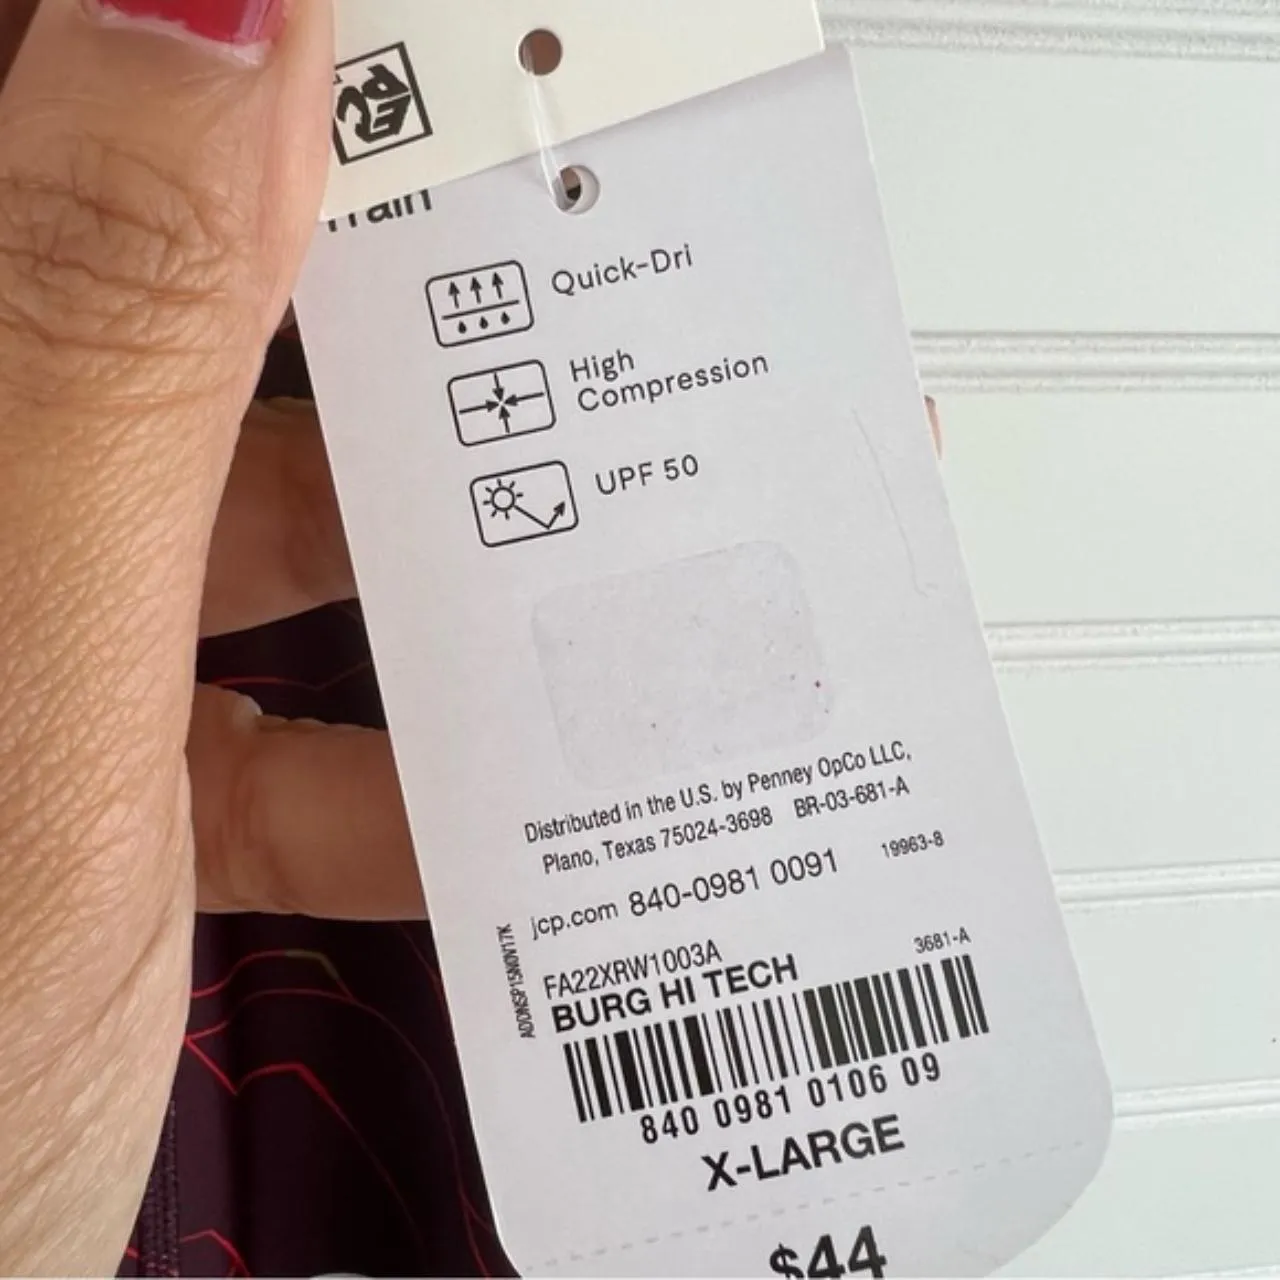 Train
Quick-Dri
High
Compression
UPF 50
Distributed in the U.S. by Penney OpCo LLC,
Plano, Texas 75024-3698 BR-03-681-A
19963-8
jcp.com 840-0981 0091
FA22XRW1003A
3681-A
BURG HI TECH
840 0981 0106 09
X-LARGE
$44